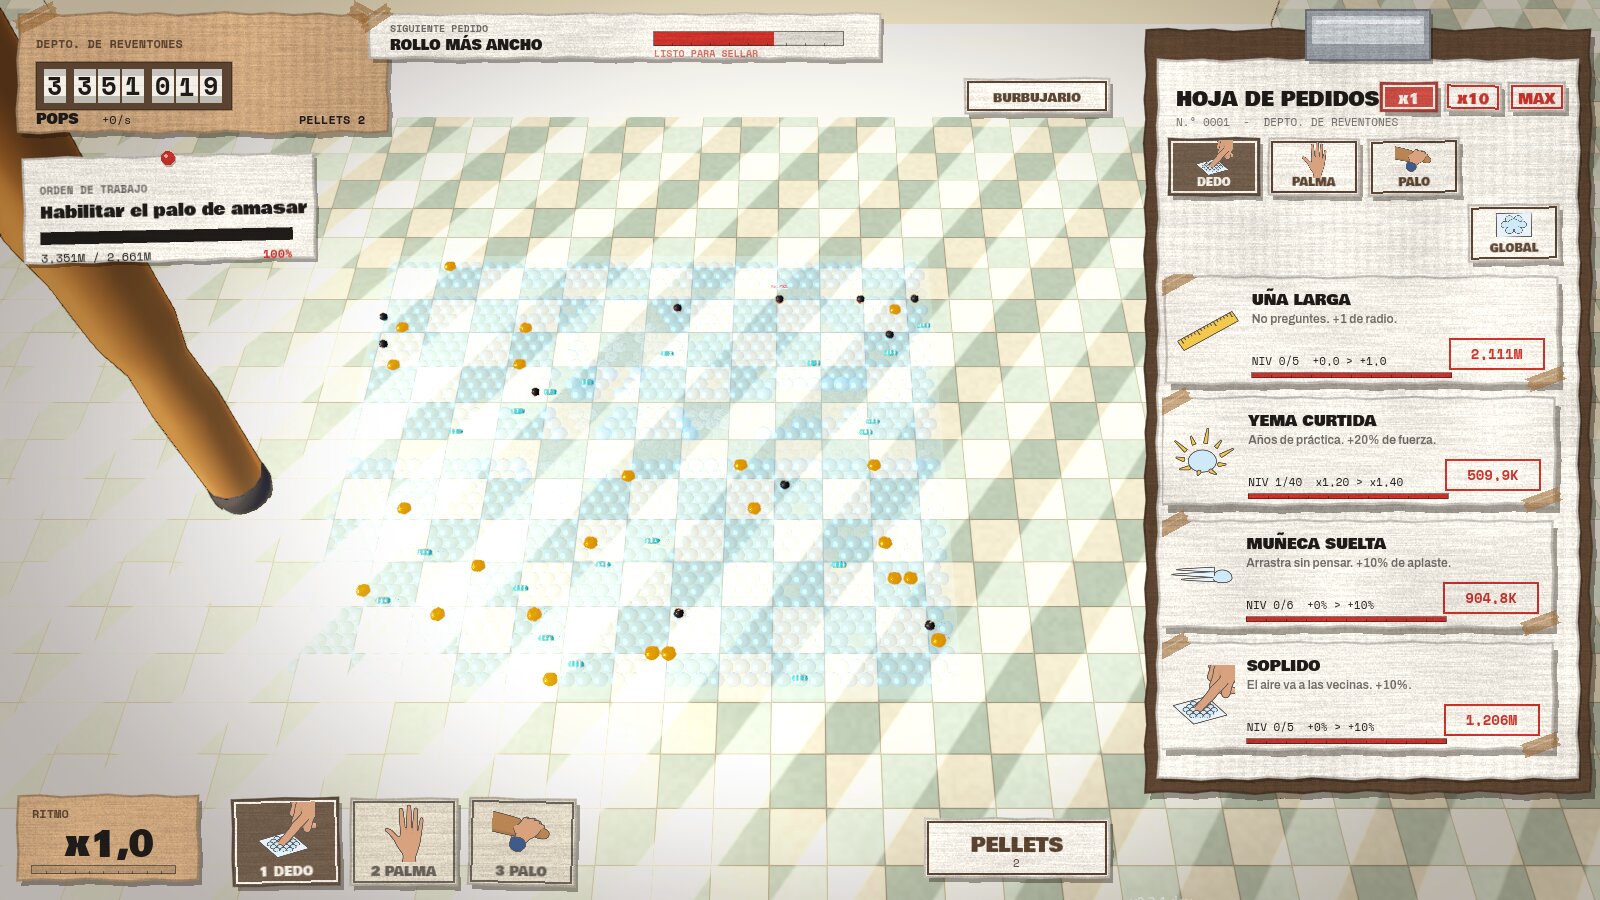 DEPTO. DE REVENTONES
3 351 019
POPS +0/s PELLETS 2
SIGUIENTE PEDIDO
ROLLO MÁS ANCHO
LISTO PARA SELLAR
ORDEN DE TRABAJO
Habilitar el palo de amasar
3,351M / 2,661M 100%
BURBUJARIO
HOJA DE PEDIDOS x1 x10 MAX
N.° 0001 - DEPTO. DE REVENTONES
DEDO PALMA PALO
GLOBAL
UÑA LARGA
No preguntes. +1 de radio.
NIV 0/5 +0,0 > +1,0 2,111M
YEMA CURTIDA
Años de práctica. +20% de fuerza.
NIV 1/40 x1,20 > x1,40 509,9K
MUÑECA SUELTA
Arrastra sin pensar. +10% de aplaste.
NIV 0/6 +0% > +10% 904,8K
SOPLIDO
El aire va a las vecinas. +10%.
NIV 0/5 +0% > +10% 1,206M
RITMO
x1,0
1 DEDO 2 PALMA 3 PALO
PELLETS
2